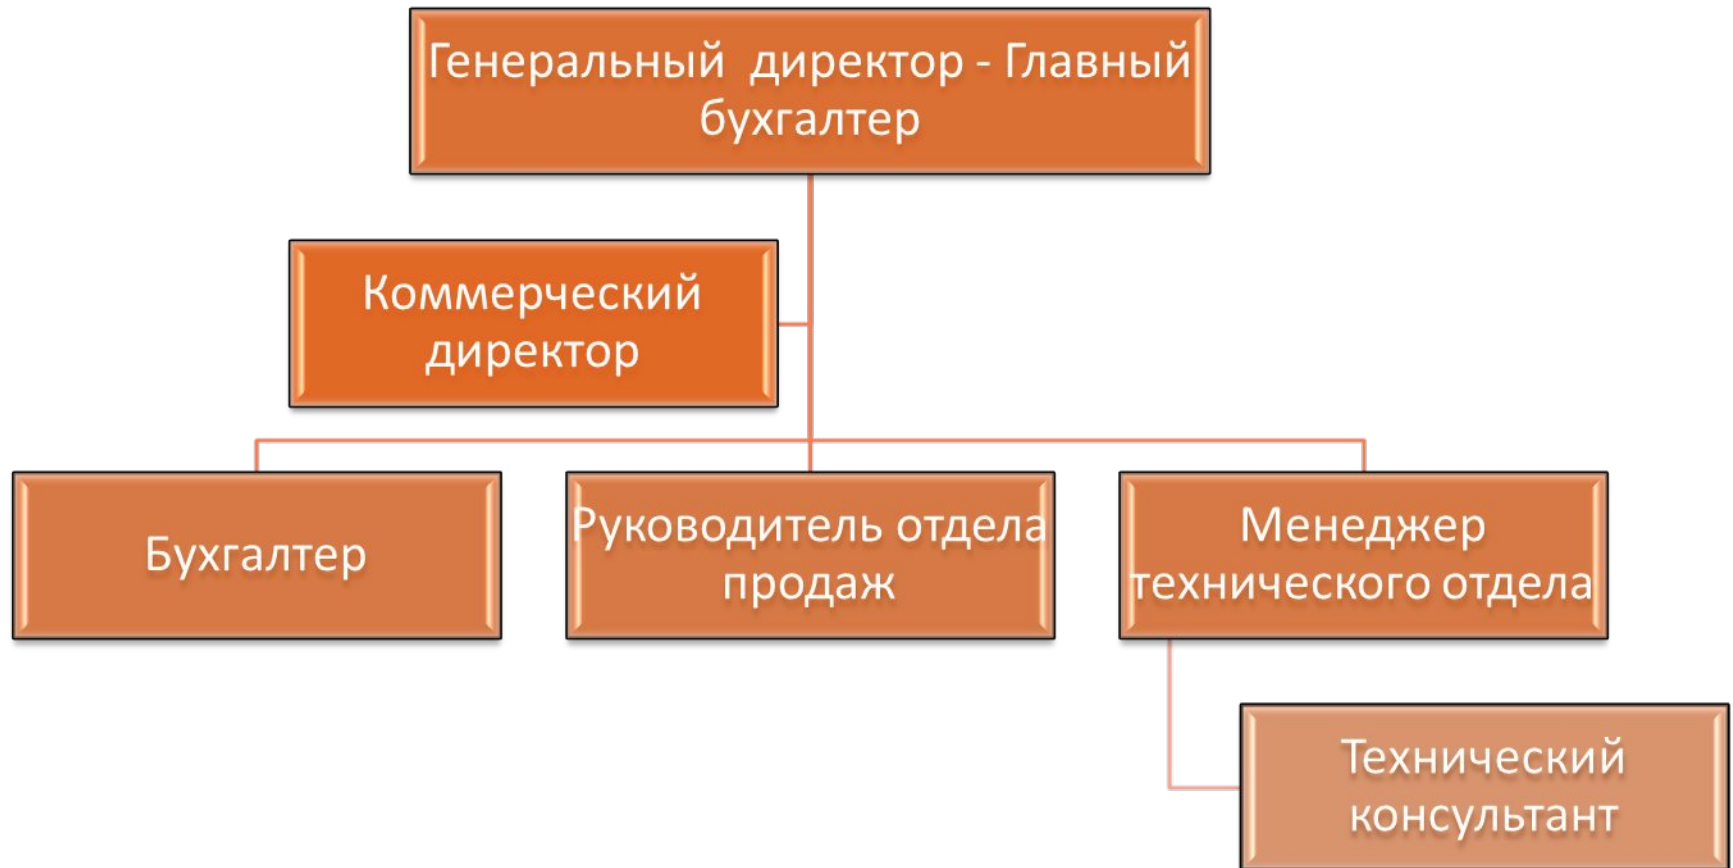 Генеральный директор - Главный
бухгалтер
Коммерческий
директор
Бухгалтер
Руководитель отдела
продаж
Менеджер
технического отдела
Технический
консультант